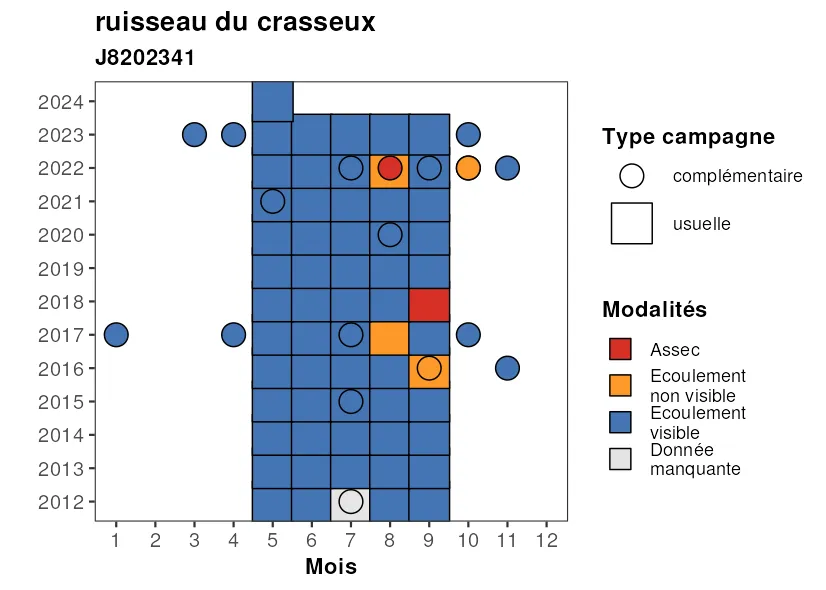 ruisseau du crasseux
J8202341
2024
2023
2022
2021
2020
2019
2018
2017
2016
2015
2014
2013
2012
1 2 3 4 5 6 7 8 9 10 11 12
Mois
Type campagne
complémentaire
usuelle
Modalités
Assec
Ecoulement
non visible
Ecoulement
visible
Donnée
manquante